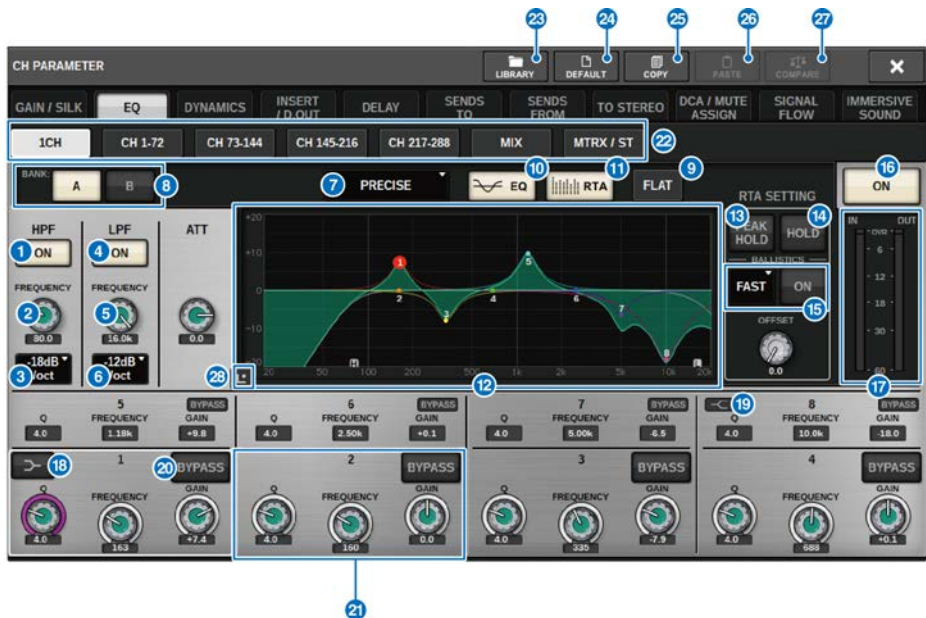 23 24 25 26 27
CH PARAMETER
LIBRARY DEFAULT COPY PASTE COMPARE
GAIN / SILK EQ DYNAMICS INSERT / D.OUT DELAY SENDS TO SENDS FROM TO STEREO DCA / MUTE ASSIGN SIGNAL FLOW IMMERSIVE SOUND
1CH CH 1-72 CH 73-144 CH 145-216 CH 217-288 MIX MTRX / ST 22
BANK: A B 8 7 PRECISE 10 EQ 11 RTA 9 FLAT 16 ON
RTA SETTING
HPF LPF ATT
1 ON 4 ON
13 PEAK HOLD 14 HOLD
IN OUT
OVR
6
12
18
30
60
17
BALLISTICS
FAST ON
15
OFFSET
0.0
FREQUENCY FREQUENCY
2 5
80.0 16.0k 0.0
-18dB /oct -12dB /oct
3 6
+20
+10
0
-10
-20
1 2 3 4 5 6 7 8
H L
20 50 100 200 500 1k 2k 5k 10k 20k
28 12
5 BYPASS 6 BYPASS 7 BYPASS 19 8 BYPASS
Q FREQUENCY GAIN Q FREQUENCY GAIN Q FREQUENCY GAIN Q FREQUENCY GAIN
4.0 1.18k +9.8 4.0 2.50k +0.1 4.0 5.00k -6.5 4.0 10.0k -18.0
18 1 20 BYPASS 2 BYPASS 3 BYPASS 4 BYPASS
Q FREQUENCY GAIN Q FREQUENCY GAIN Q FREQUENCY GAIN Q FREQUENCY GAIN
4.0 163 +7.4 4.0 160 0.0 4.0 335 -7.9 4.0 688 +0.1
21